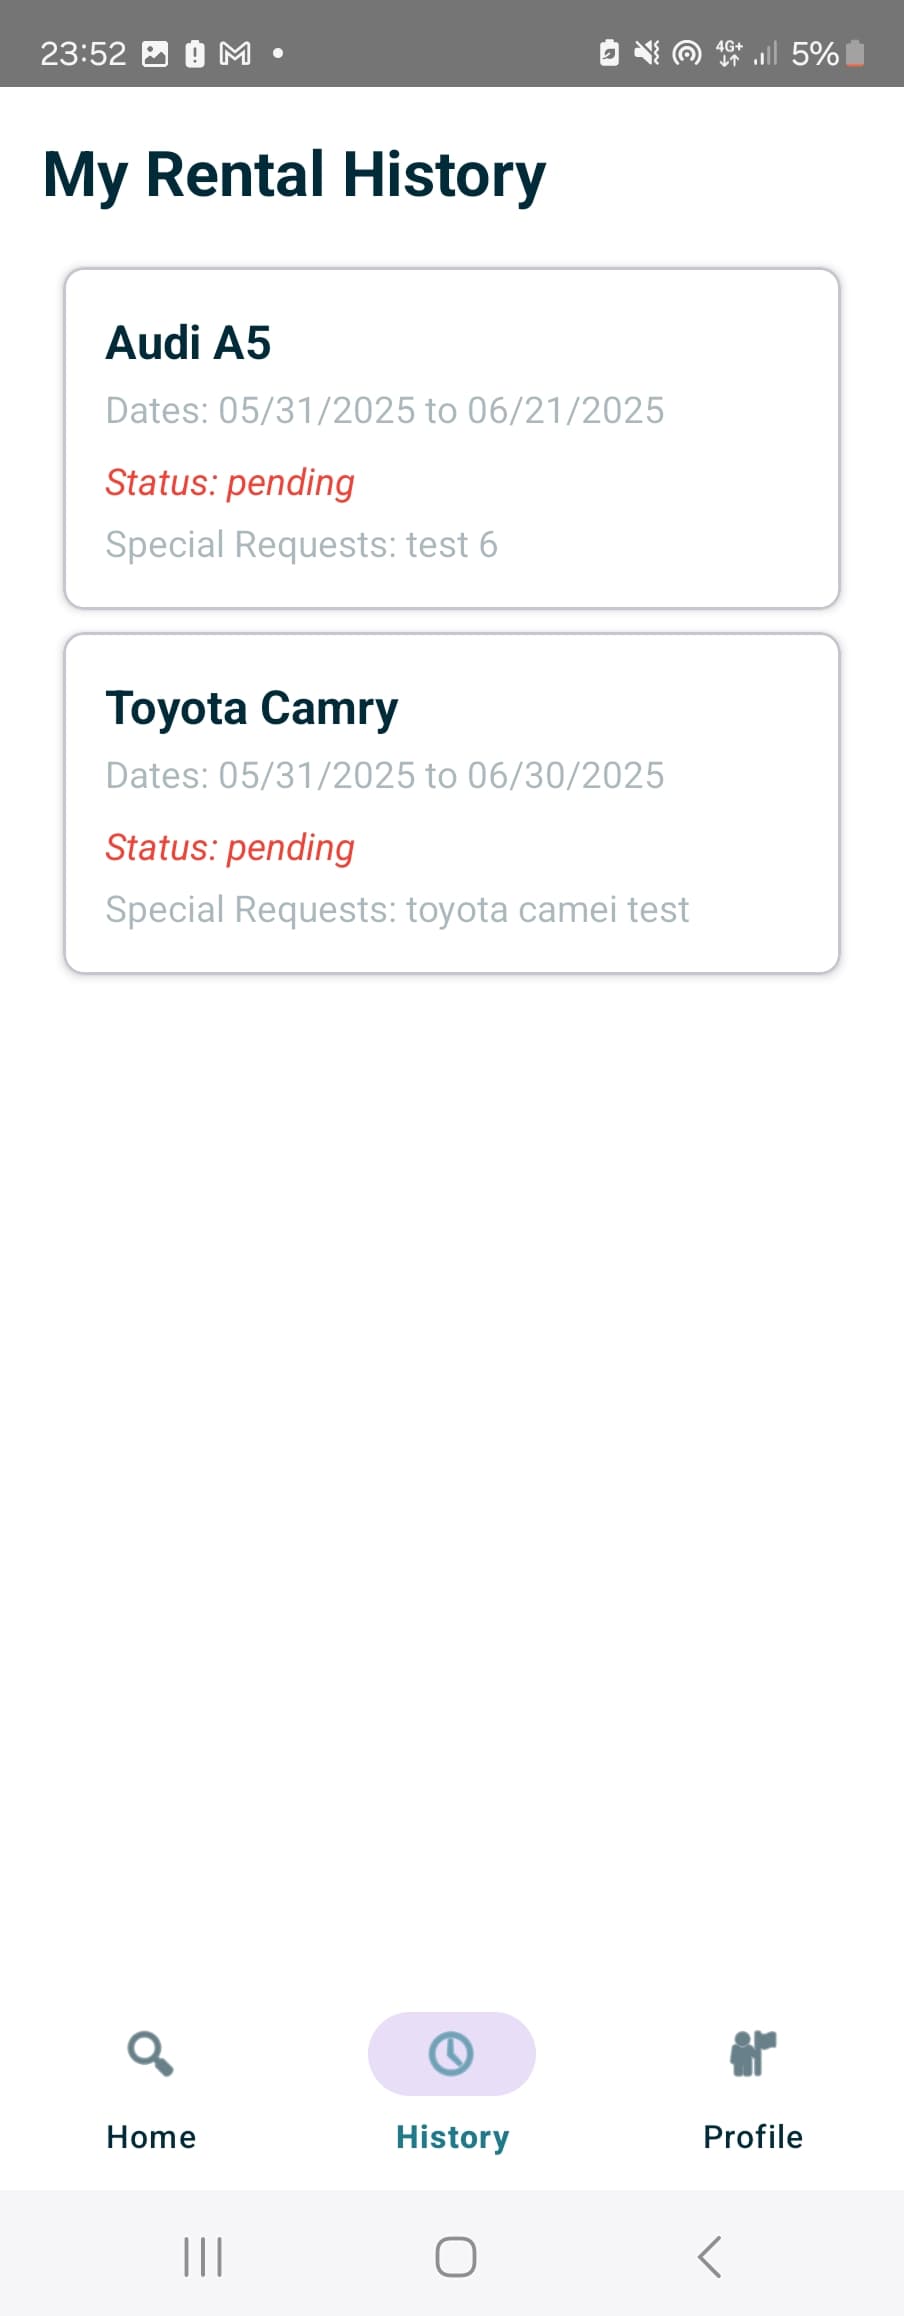 23:52
4G+ 5%
My Rental History
Audi A5
Dates: 05/31/2025 to 06/21/2025
Status: pending
Special Requests: test 6
Toyota Camry
Dates: 05/31/2025 to 06/30/2025
Status: pending
Special Requests: toyota camei test
Home History Profile